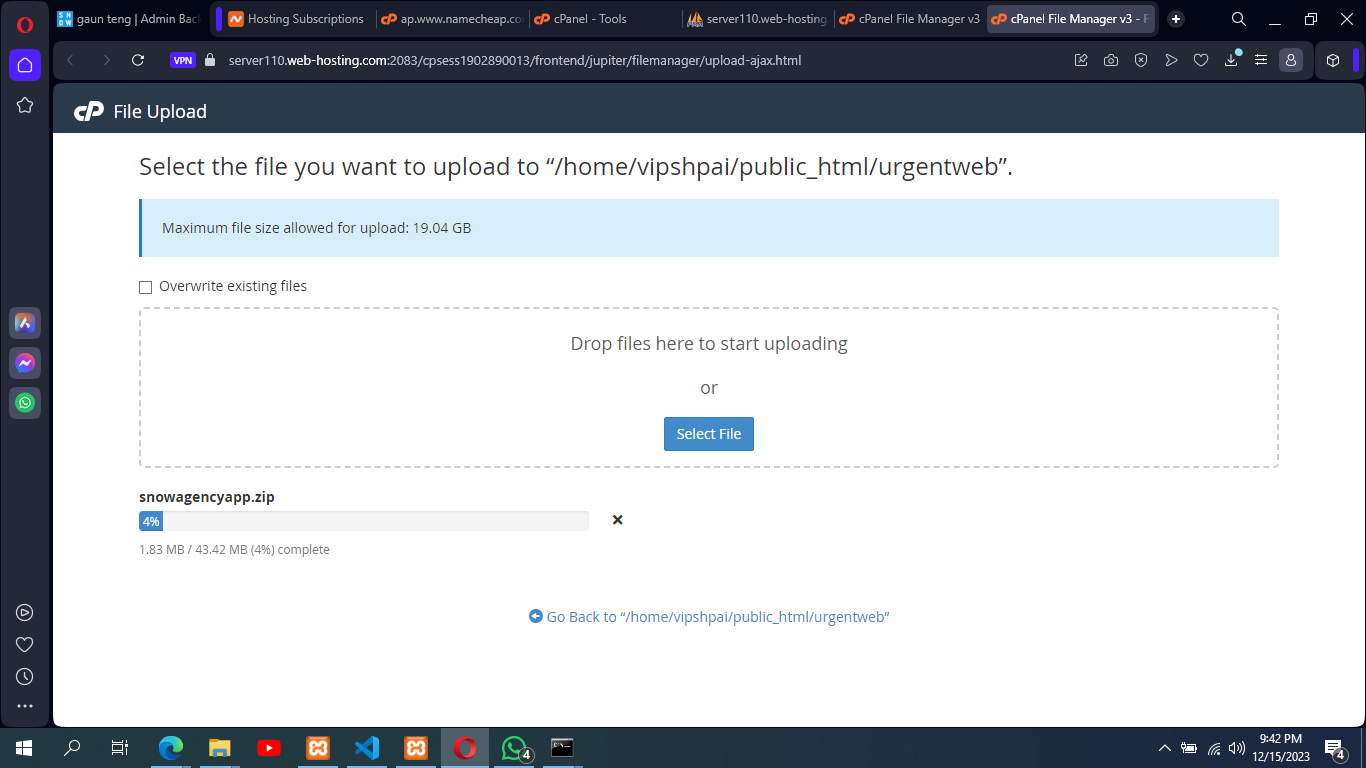 gaun teng | Admin Back
Hosting Subscriptions
ap.www.namecheap.co
cPanel - Tools
server110.web-hosting.
cPanel File Manager v3
cPanel File Manager v3 - F
VPN
server110.web-hosting.com:2083/cpsess1902890013/frontend/jupiter/filemanager/upload-ajax.html
cP File Upload
Select the file you want to upload to “/home/vipshpai/public_html/urgentweb”.
Maximum file size allowed for upload: 19.04 GB
Overwrite existing files
Drop files here to start uploading
or
Select File
snowagencyapp.zip
4%
1.83 MB / 43.42 MB (4%) complete
Go Back to “/home/vipshpai/public_html/urgentweb”
4
9:42 PM
12/15/2023
4